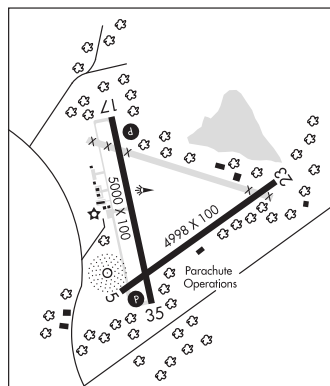 17
P
X X X
5000 X 100
23
X X
4998 X 100
Parachute
Operations
5
P
35